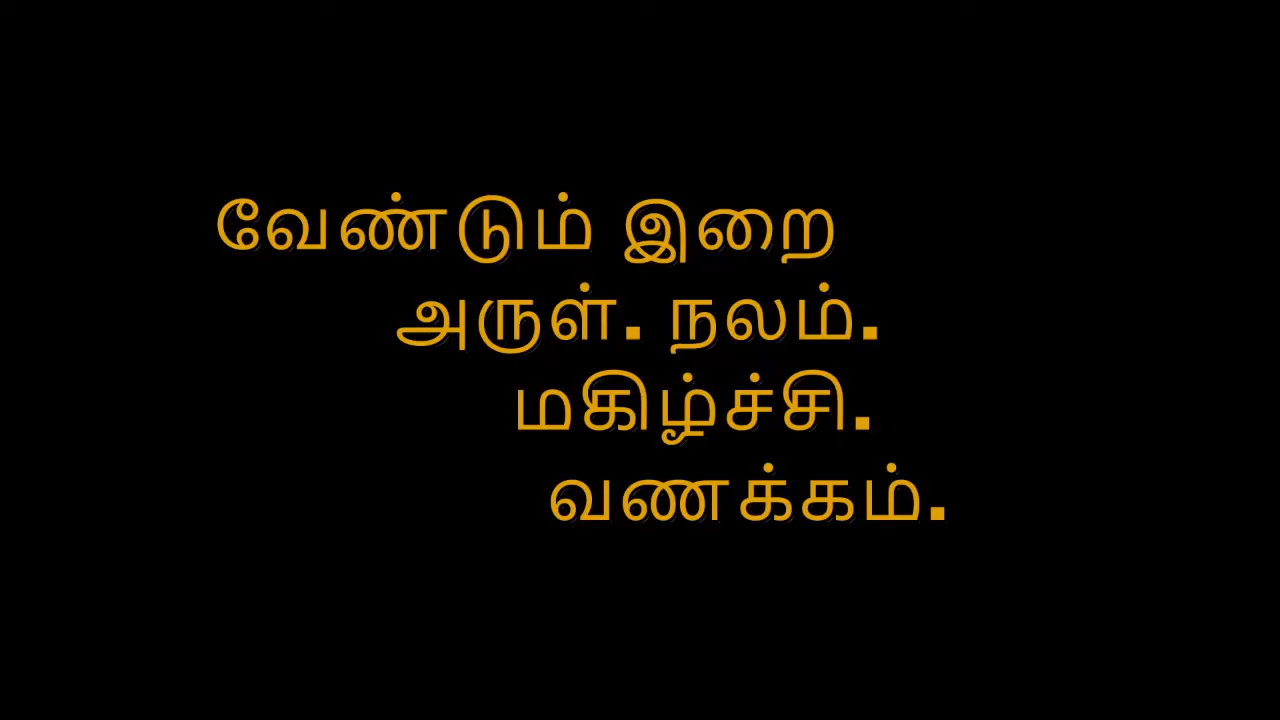 வேண்டும் இறை
அருள். நலம்.
மகிழ்ச்சி.
வணக்கம்.